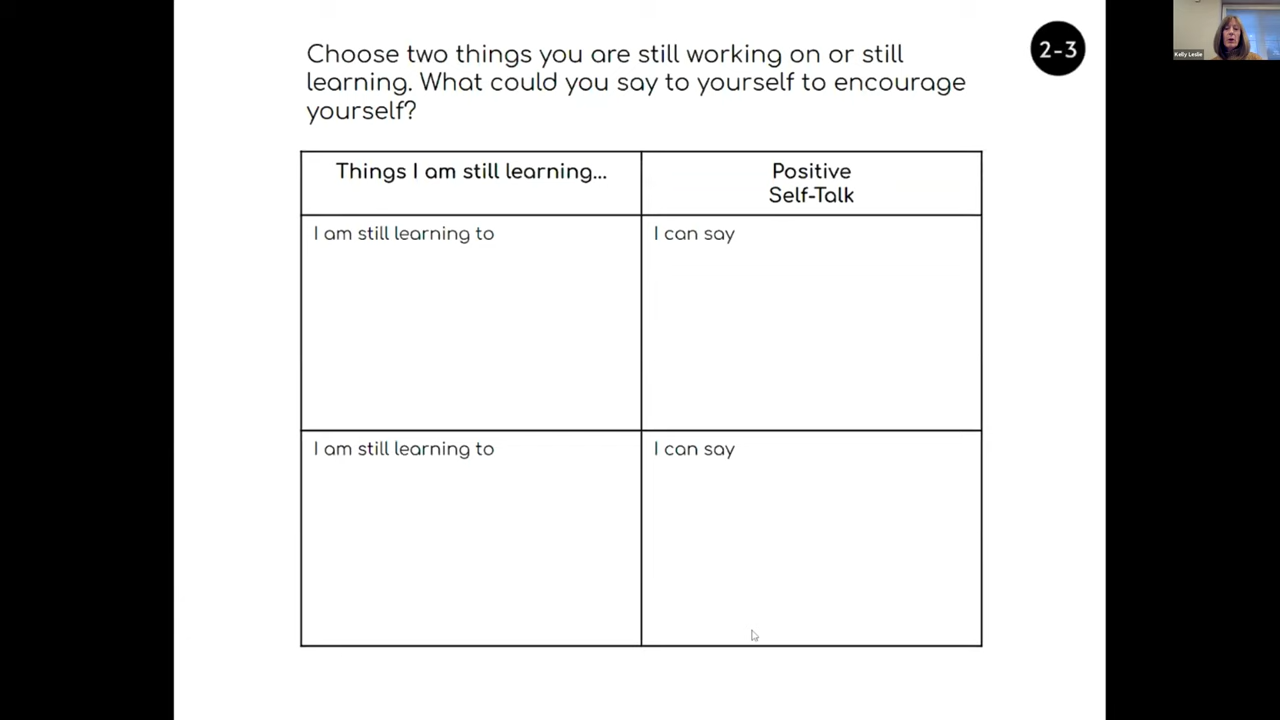 Choose two things you are still working on or still
learning. What could you say to yourself to encourage
yourself?
2-3
Kelly Leslie
Things I am still learning...
Positive
Self-Talk
I am still learning to
I can say
I am still learning to
I can say